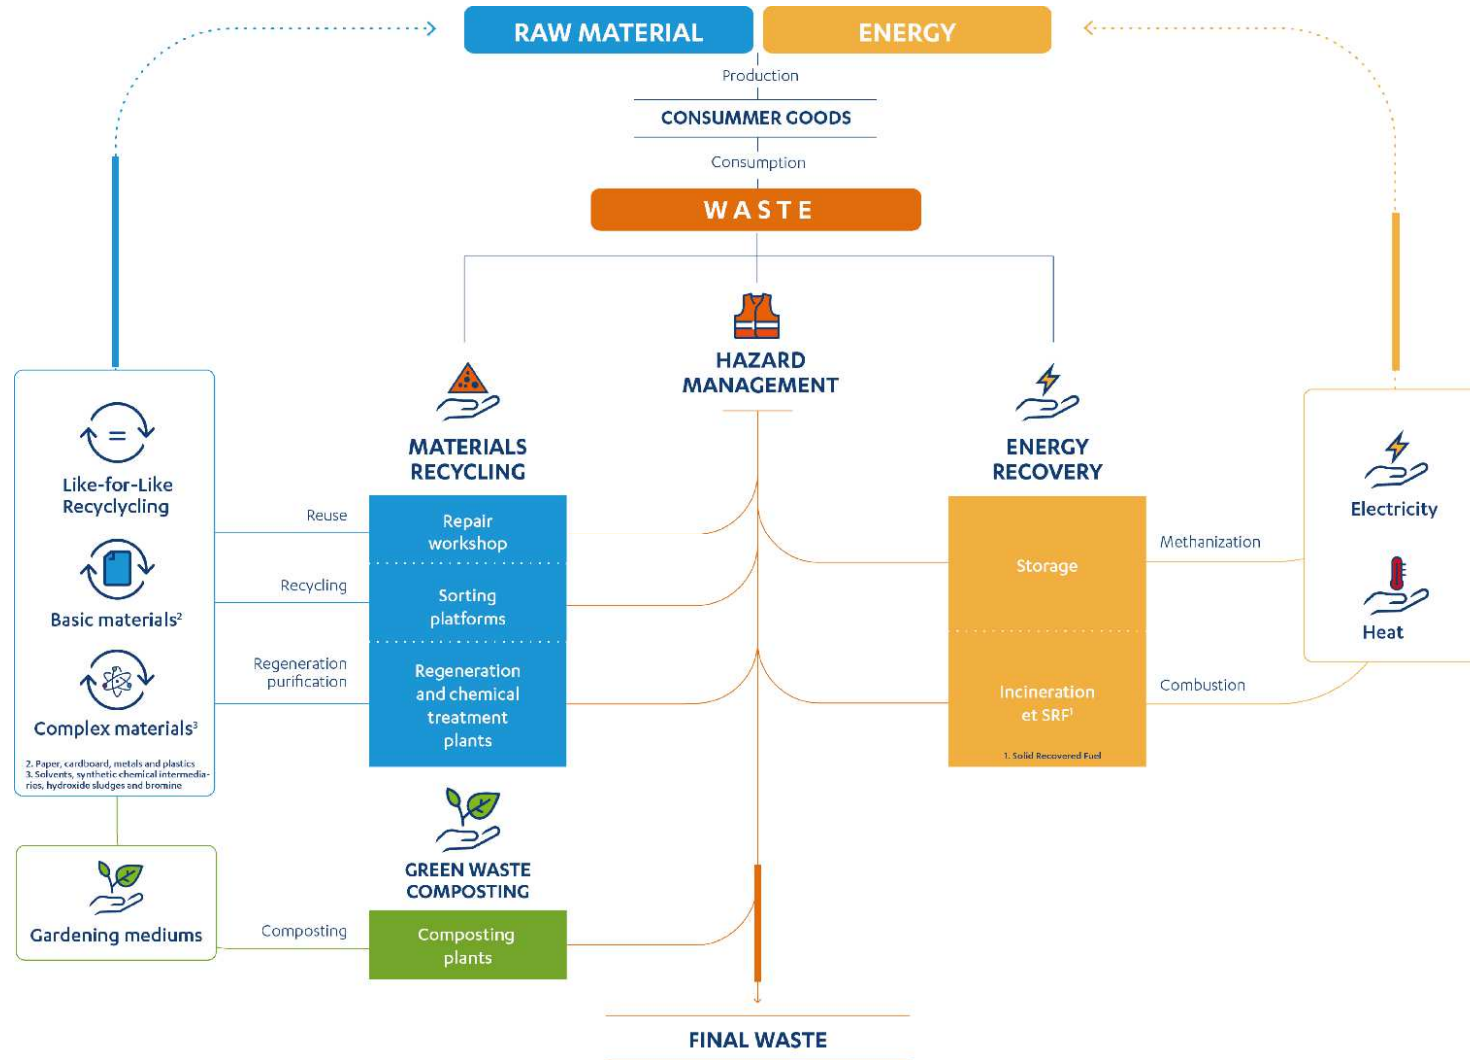 RAW MATERIAL
ENERGY
Production
CONSUMMER GOODS
Consumption
WASTE
HAZARD
MANAGEMENT
MATERIALS
RECYCLING
ENERGY
RECOVERY
Like-for-Like
Recyclycing
Basic materials²
Complex materials³
2. Paper, cardboard, metals and plastics
3. Solvents, synthetic chemical intermedia-
ries, hydroxide sludges and bromine
Reuse
Recycling
Regeneration
purification
Repair
workshop
Sorting
platforms
Regeneration
and chemical
treatment
plants
Storage
Incineration
et SRF¹
1. Solid Recovered Fuel
Methanization
Combustion
Electricity
Heat
GREEN WASTE
COMPOSTING
Gardening mediums
Composting
Composting
plants
FINAL WASTE